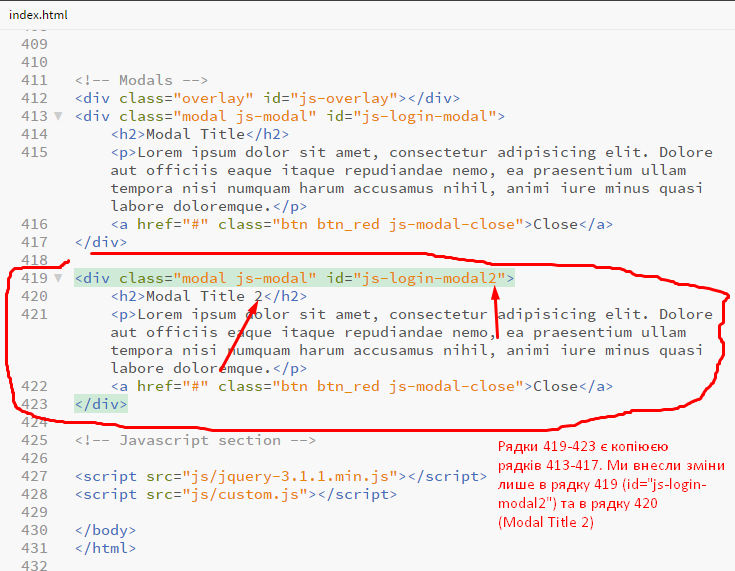 index.html
409
410
411 <!-- Modals -->
412 <div class="overlay" id="js-overlay"></div>
413 <div class="modal js-modal" id="js-login-modal">
414 <h2>Modal Title</h2>
415 <p>Lorem ipsum dolor sit amet, consectetur adipisicing elit. Dolore
aut officiis eaque itaque repudiandae nemo, ea praesentium ullam
tempora nisi numquam harum accusamus nihil, animi iure minus quasi
labore doloremque.</p>
416 <a href="#" class="btn btn_red js-modal-close">Close</a>
417 </div>
418
419 <div class="modal js-modal" id="js-login-modal2">
420 <h2>Modal Title 2</h2>
421 <p>Lorem ipsum dolor sit amet, consectetur adipisicing elit. Dolore
aut officiis eaque itaque repudiandae nemo, ea praesentium ullam
tempora nisi numquam harum accusamus nihil, animi iure minus quasi
labore doloremque.</p>
422 <a href="#" class="btn btn_red js-modal-close">Close</a>
423 </div>
424
425 <!-- Javascript section -->
426
427 <script src="js/jquery-3.1.1.min.js"></script>
428 <script src="js/custom.js"></script>
429
430 </body>
431 </html>
432
Рядки 419-423 є копіюєю
рядків 413-417. Ми внесли зміни
лише в рядку 419 (id="js-login-
modal2") та в рядку 420
(Modal Title 2)